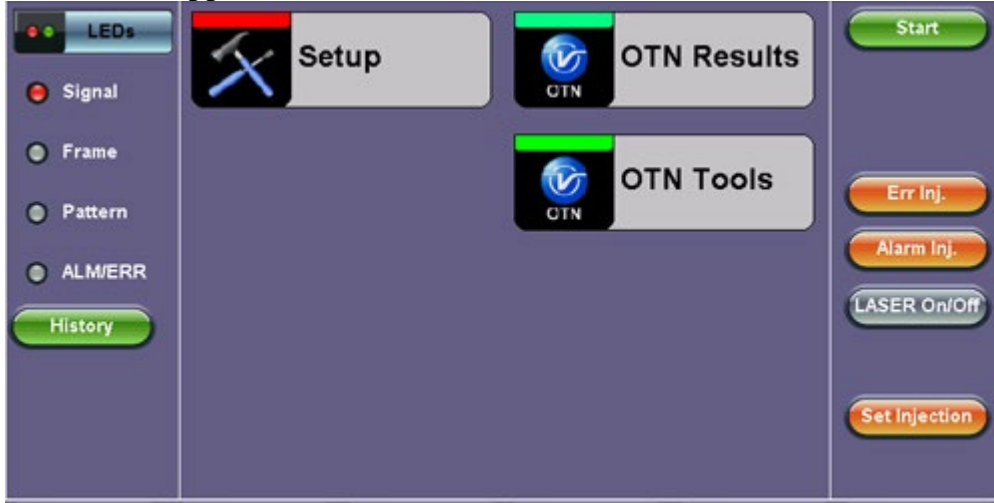 LEDs
Signal
Frame
Pattern
ALM/ERR
History
Setup
OTN Results
OTN
OTN Tools
OTN
Start
Err Inj.
Alarm Inj.
LASER On/Off
Set Injection